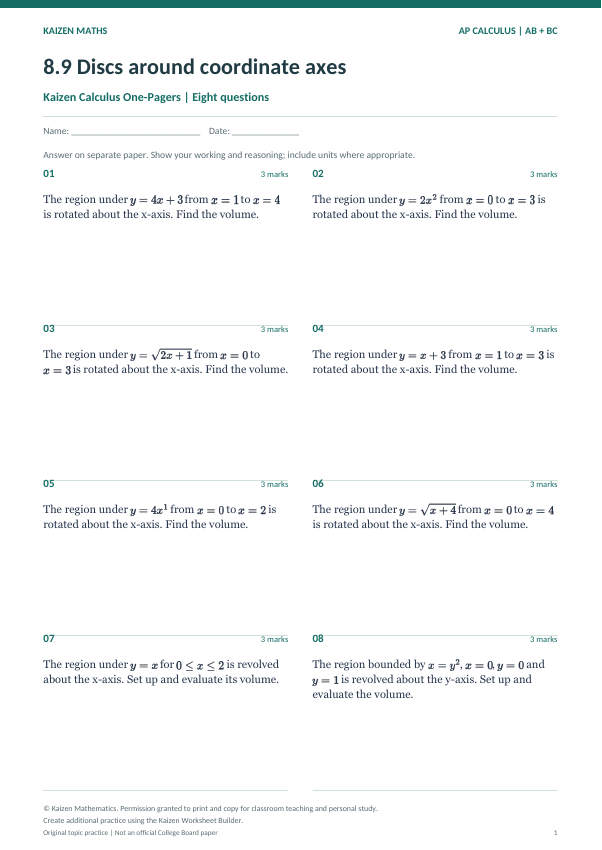 KAIZEN MATHS
AP CALCULUS | AB + BC
8.9 Discs around coordinate axes
Kaizen Calculus One-Pagers | Eight questions
Name: ____________________________ Date: ______________
Answer on separate paper. Show your working and reasoning; include units where appropriate.
01 3 marks
The region under y = 4x + 3 from x = 1 to x = 4
is rotated about the x-axis. Find the volume.
02 3 marks
The region under y = 2x² from x = 0 to x = 3 is
rotated about the x-axis. Find the volume.
03 3 marks
The region under y = √(2x + 1) from x = 0 to
x = 3 is rotated about the x-axis. Find the volume.
04 3 marks
The region under y = x + 3 from x = 1 to x = 3 is
rotated about the x-axis. Find the volume.
05 3 marks
The region under y = 4x¹ from x = 0 to x = 2 is
rotated about the x-axis. Find the volume.
06 3 marks
The region under y = √(x + 4) from x = 0 to x = 4
is rotated about the x-axis. Find the volume.
07 3 marks
The region under y = x for 0 ≤ x ≤ 2 is revolved
about the x-axis. Set up and evaluate its volume.
08 3 marks
The region bounded by x = y², x = 0, y = 0 and
y = 1 is revolved about the y-axis. Set up and
evaluate the volume.
© Kaizen Mathematics. Permission granted to print and copy for classroom teaching and personal study.
Create additional practice using the Kaizen Worksheet Builder.
Original topic practice | Not an official College Board paper
1